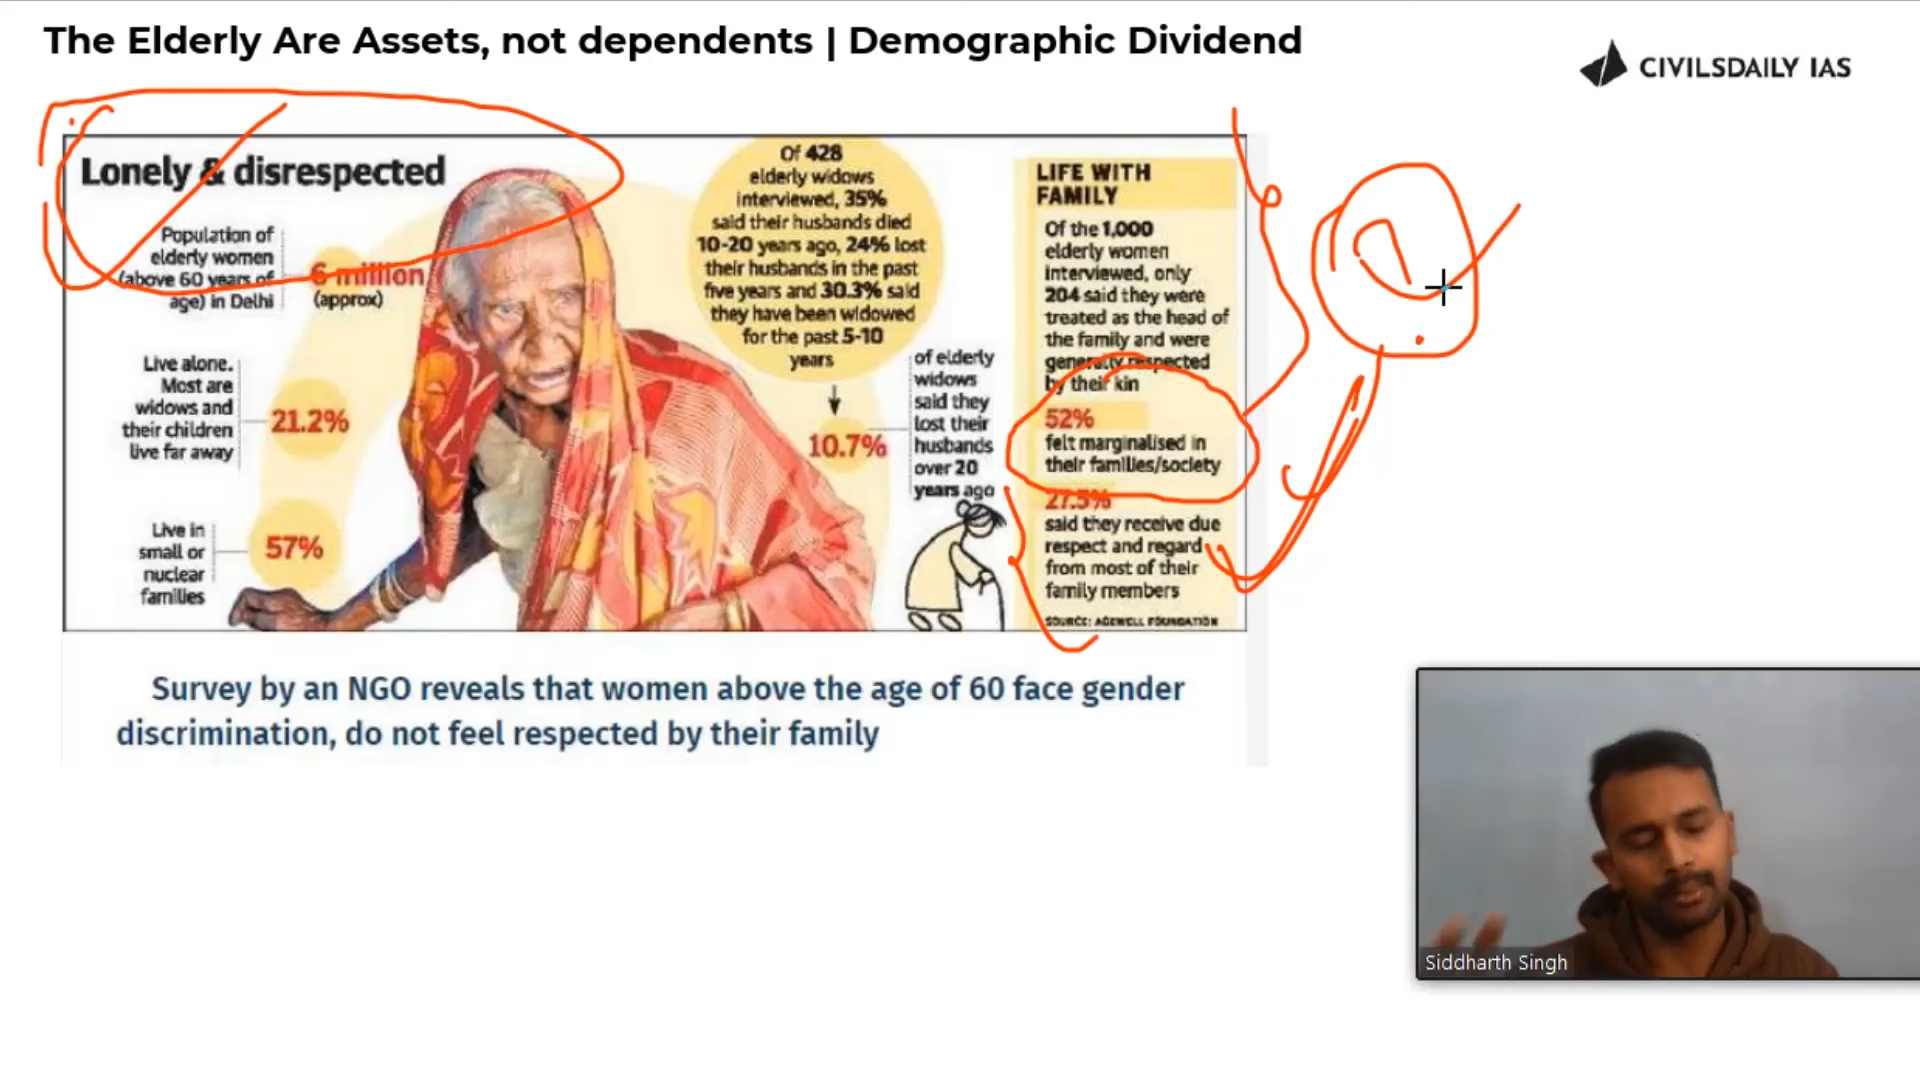 The Elderly Are Assets, not dependents | Demographic Dividend
CIVILSDAILY IAS
Lonely & disrespected
Population of
elderly women
(above 60 years of
age) in Delhi
6 million
(approx)
Live alone.
Most are
widows and
their children
live far away
21.2%
Live in
small or
nuclear
families
57%
Of 428
elderly widows
interviewed, 35%
said their husbands died
10-20 years ago, 24% lost
their husbands in the past
five years and 30.3% said
they have been widowed
for the past 5-10
years
10.7%
of elderly
widows
said they
lost their
husbands
over 20
years ago
LIFE WITH
FAMILY
Of the 1,000
elderly women
interviewed, only
204 said they were
treated as the head of
the family and were
generally respected
by their kin
52%
felt marginalised in
their families/society
27.5%
said they receive due
respect and regard
from most of their
family members
SOURCE: AGEWELL FOUNDATION
Survey by an NGO reveals that women above the age of 60 face gender
discrimination, do not feel respected by their family
Siddharth Singh